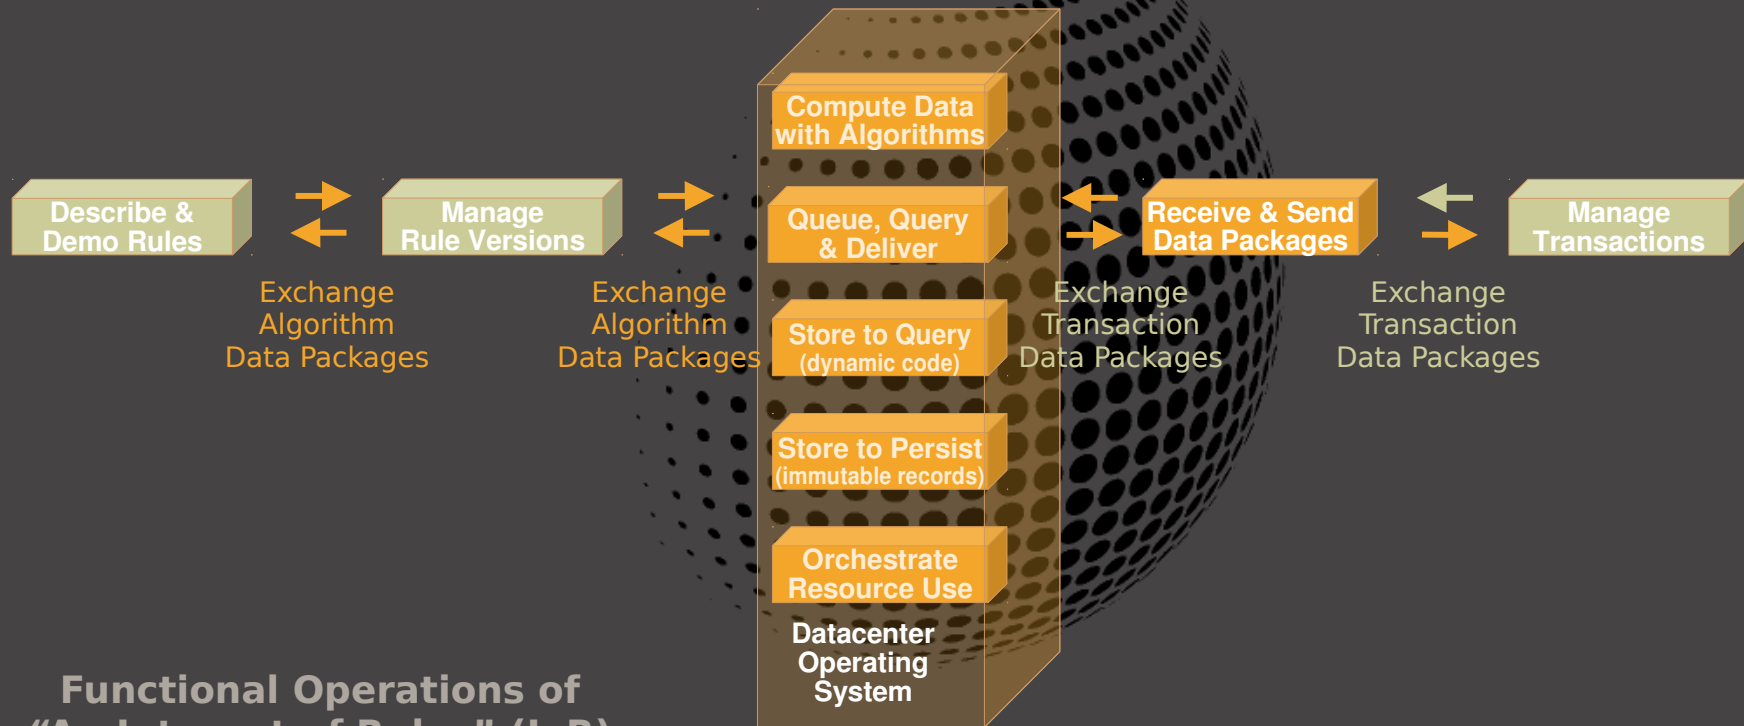 Compute Data
with Algorithms
Describe &
Demo Rules
Manage
Rule Versions
Queue, Query
& Deliver
Receive & Send
Data Packages
Manage
Transactions
Exchange
Algorithm
Data Packages
Exchange
Algorithm
Data Packages
Exchange
Transaction
Data Packages
Exchange
Transaction
Data Packages
Store to Query
(dynamic code)
Store to Persist
(immutable records)
Orchestrate
Resource Use
Datacenter
Operating
System
Functional Operations of